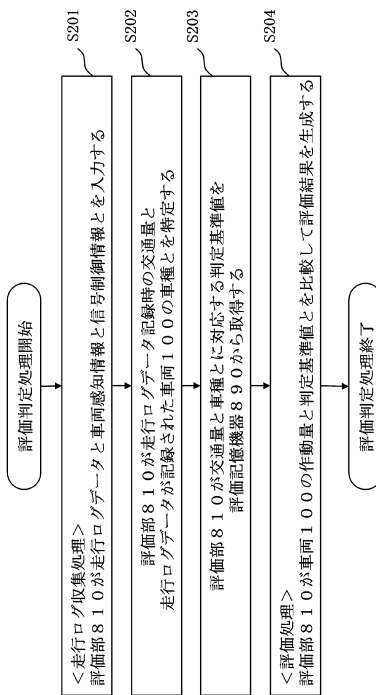 評価判定処理開始
S201
<走行ログ収集処理>
評価部810が走行ログデータと車両感知情報と信号制御情報とを入力する
S202
評価部810が走行ログデータ記録時の交通量と
走行ログデータが記録された車両100の車種とを特定する
S203
評価部810が交通量と車種とに対応する判定基準値を
評価記憶機器890から取得する
S204
<評価処理>
評価部810が車両100の作動量と判定基準値とを比較して評価結果を生成する
評価判定処理終了